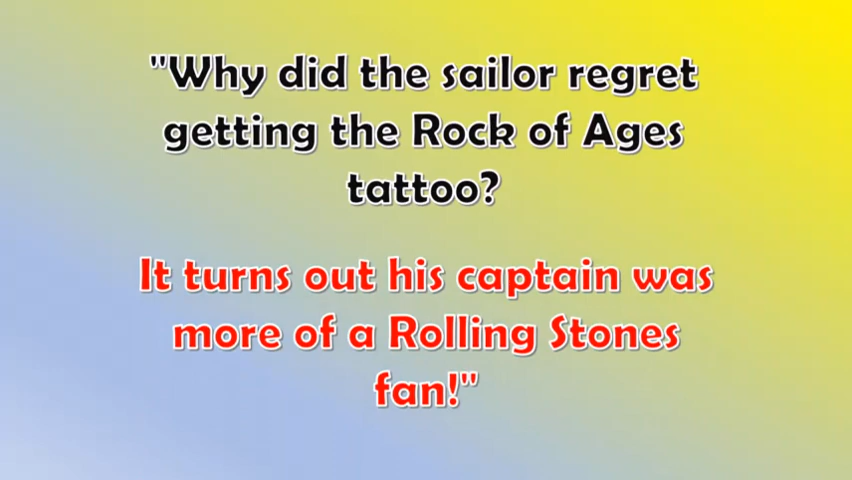 "Why did the sailor regret
getting the Rock of Ages
tattoo?
It turns out his captain was
more of a Rolling Stones
fan!"